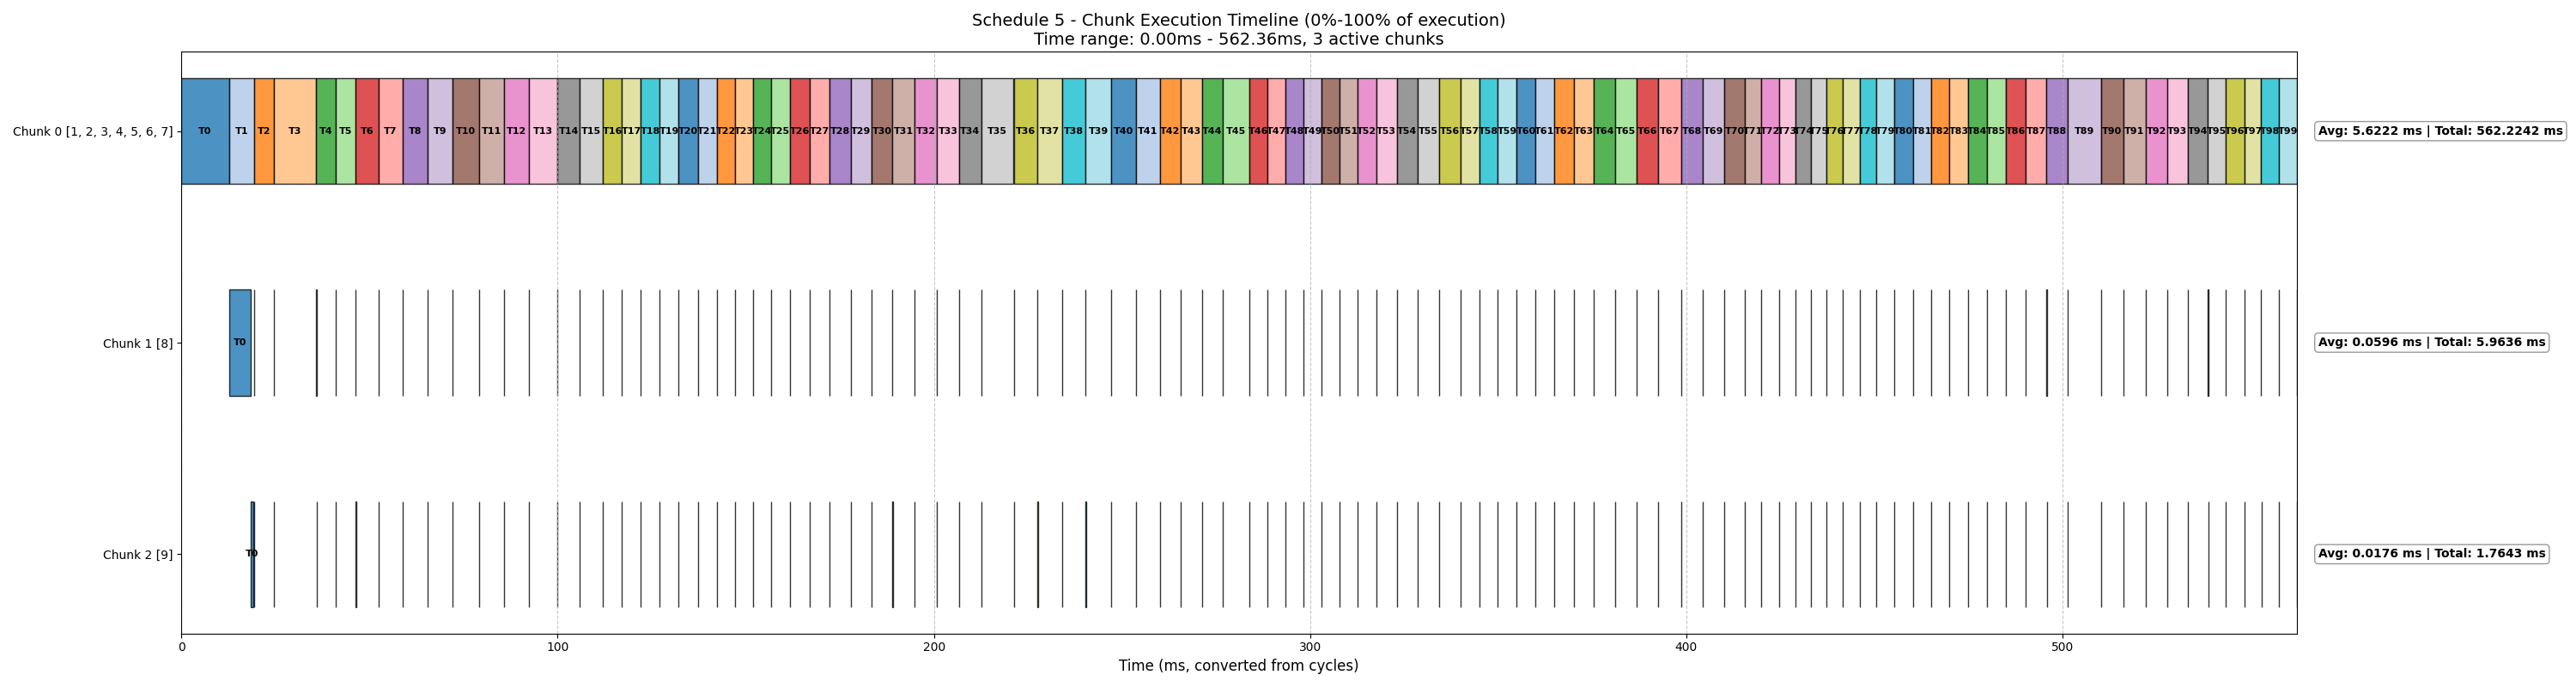 Schedule 5 - Chunk Execution Timeline (0%-100% of execution)
Time range: 0.00ms - 562.36ms, 3 active chunks
Chunk 0 [1, 2, 3, 4, 5, 6, 7]
T0 T1 T2 T3 T4 T5 T6 T7 T8 T9 T10 T11 T12 T13 T14 T15 T16 T17 T18 T19 T20 T21 T22 T23 T24 T25 T26 T27 T28 T29 T30 T31 T32 T33 T34 T35 T36 T37 T38 T39 T40 T41 T42 T43 T44 T45 T46 T47 T48 T49 T50 T51 T52 T53 T54 T55 T56 T57 T58 T59 T60 T61 T62 T63 T64 T65 T66 T67 T68 T69 T70 T71 T72 T73 T74 T75 T76 T77 T78 T79 T80 T81 T82 T83 T84 T85 T86 T87 T88 T89 T90 T91 T92 T93 T94 T95 T96 T97 T98 T99
Avg: 5.6222 ms | Total: 562.2242 ms
Chunk 1 [8]
T0
Avg: 0.0596 ms | Total: 5.9636 ms
Chunk 2 [9]
T0
Avg: 0.0176 ms | Total: 1.7643 ms
0 100 200 300 400 500
Time (ms, converted from cycles)